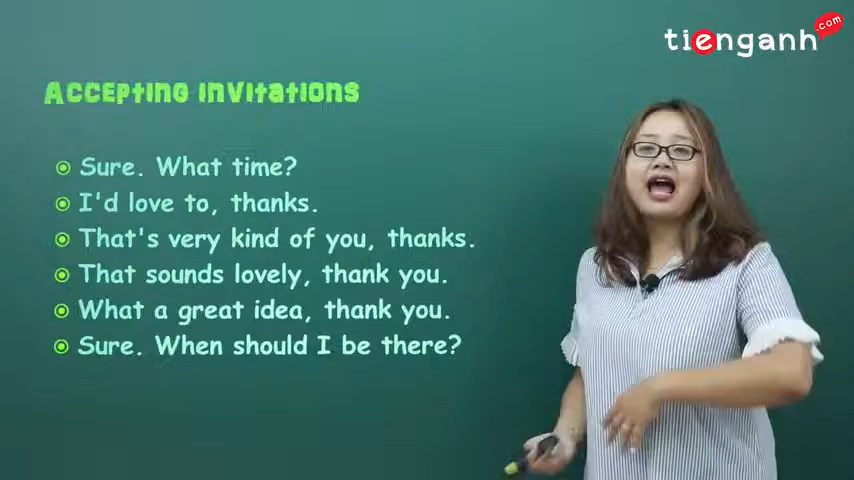 tienganh.com
Accepting invitations
Sure. What time?
I'd love to, thanks.
That's very kind of you, thanks.
That sounds lovely, thank you.
What a great idea, thank you.
Sure. When should I be there?